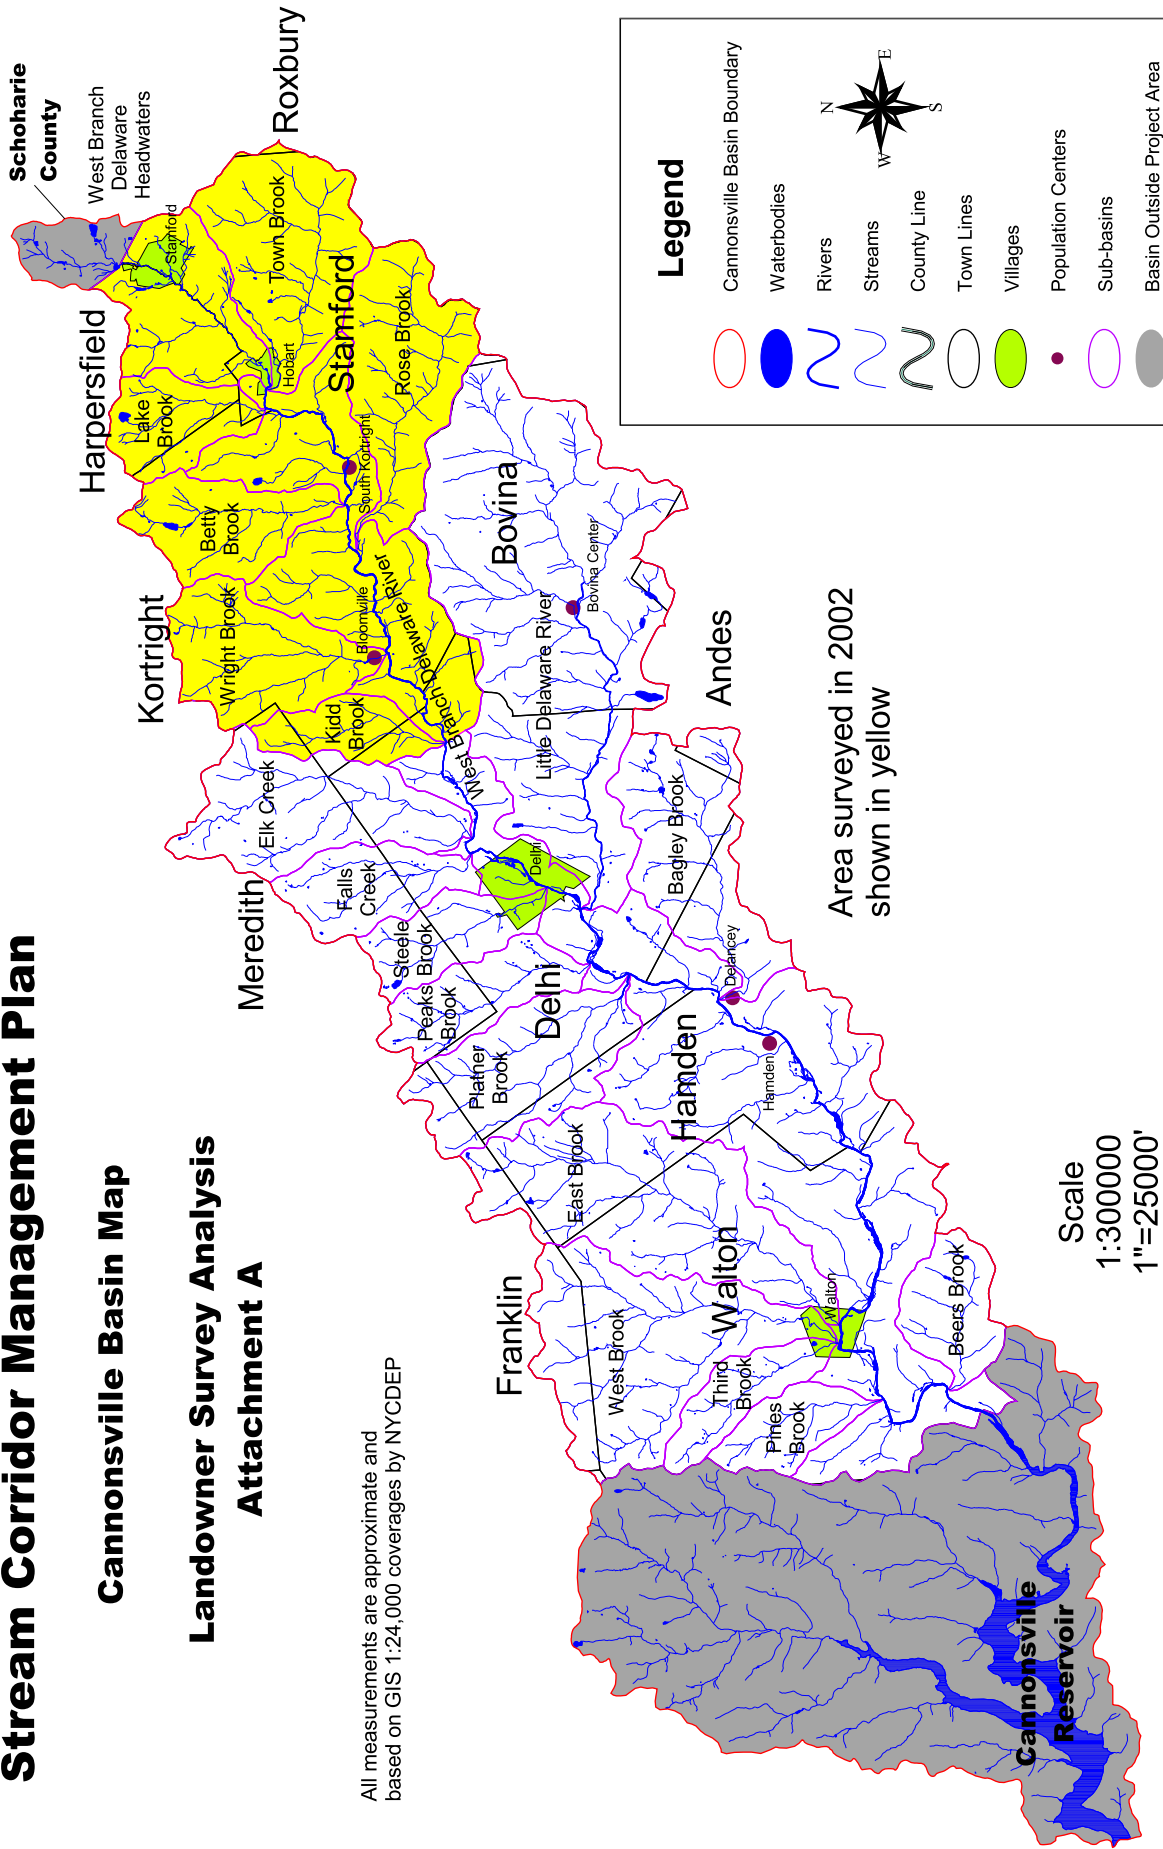 Stream Corridor Management Plan
Cannonsville Basin Map
Landowner Survey Analysis
Attachment A
All measurements are approximate and
based on GIS 1:24,000 coverages by NYCDEP
Schoharie
County
West Branch
Delaware
Headwaters
Roxbury
Harpersfield
Stamford
Town Brook
Hobart
Stamford
Rose Brook
Lake
Brook
South Kortright
Betty
Brook
Kortright
Wright Brook
Bloomville
Kidd
Brook
West Branch Delaware River
Bovina
Bovina Center
Little Delaware River
Andes
Elk Creek
Meredith
Falls
Creek
Delhi
Bagley Brook
Steele
Brook
Peaks
Brook
Delhi
Platner
Brook
Delancey
Hamden
Hamden
East Brook
Franklin
Walton
Walton
West Brook
Third
Brook
Pines
Brook
Beers Brook
Cannonsville
Reservoir
Area surveyed in 2002
shown in yellow
Scale
1:300000
1"=25000'
Legend
N
E
S
W
Cannonsville Basin Boundary
Waterbodies
Rivers
Streams
County Line
Town Lines
Villages
Population Centers
Sub-basins
Basin Outside Project Area